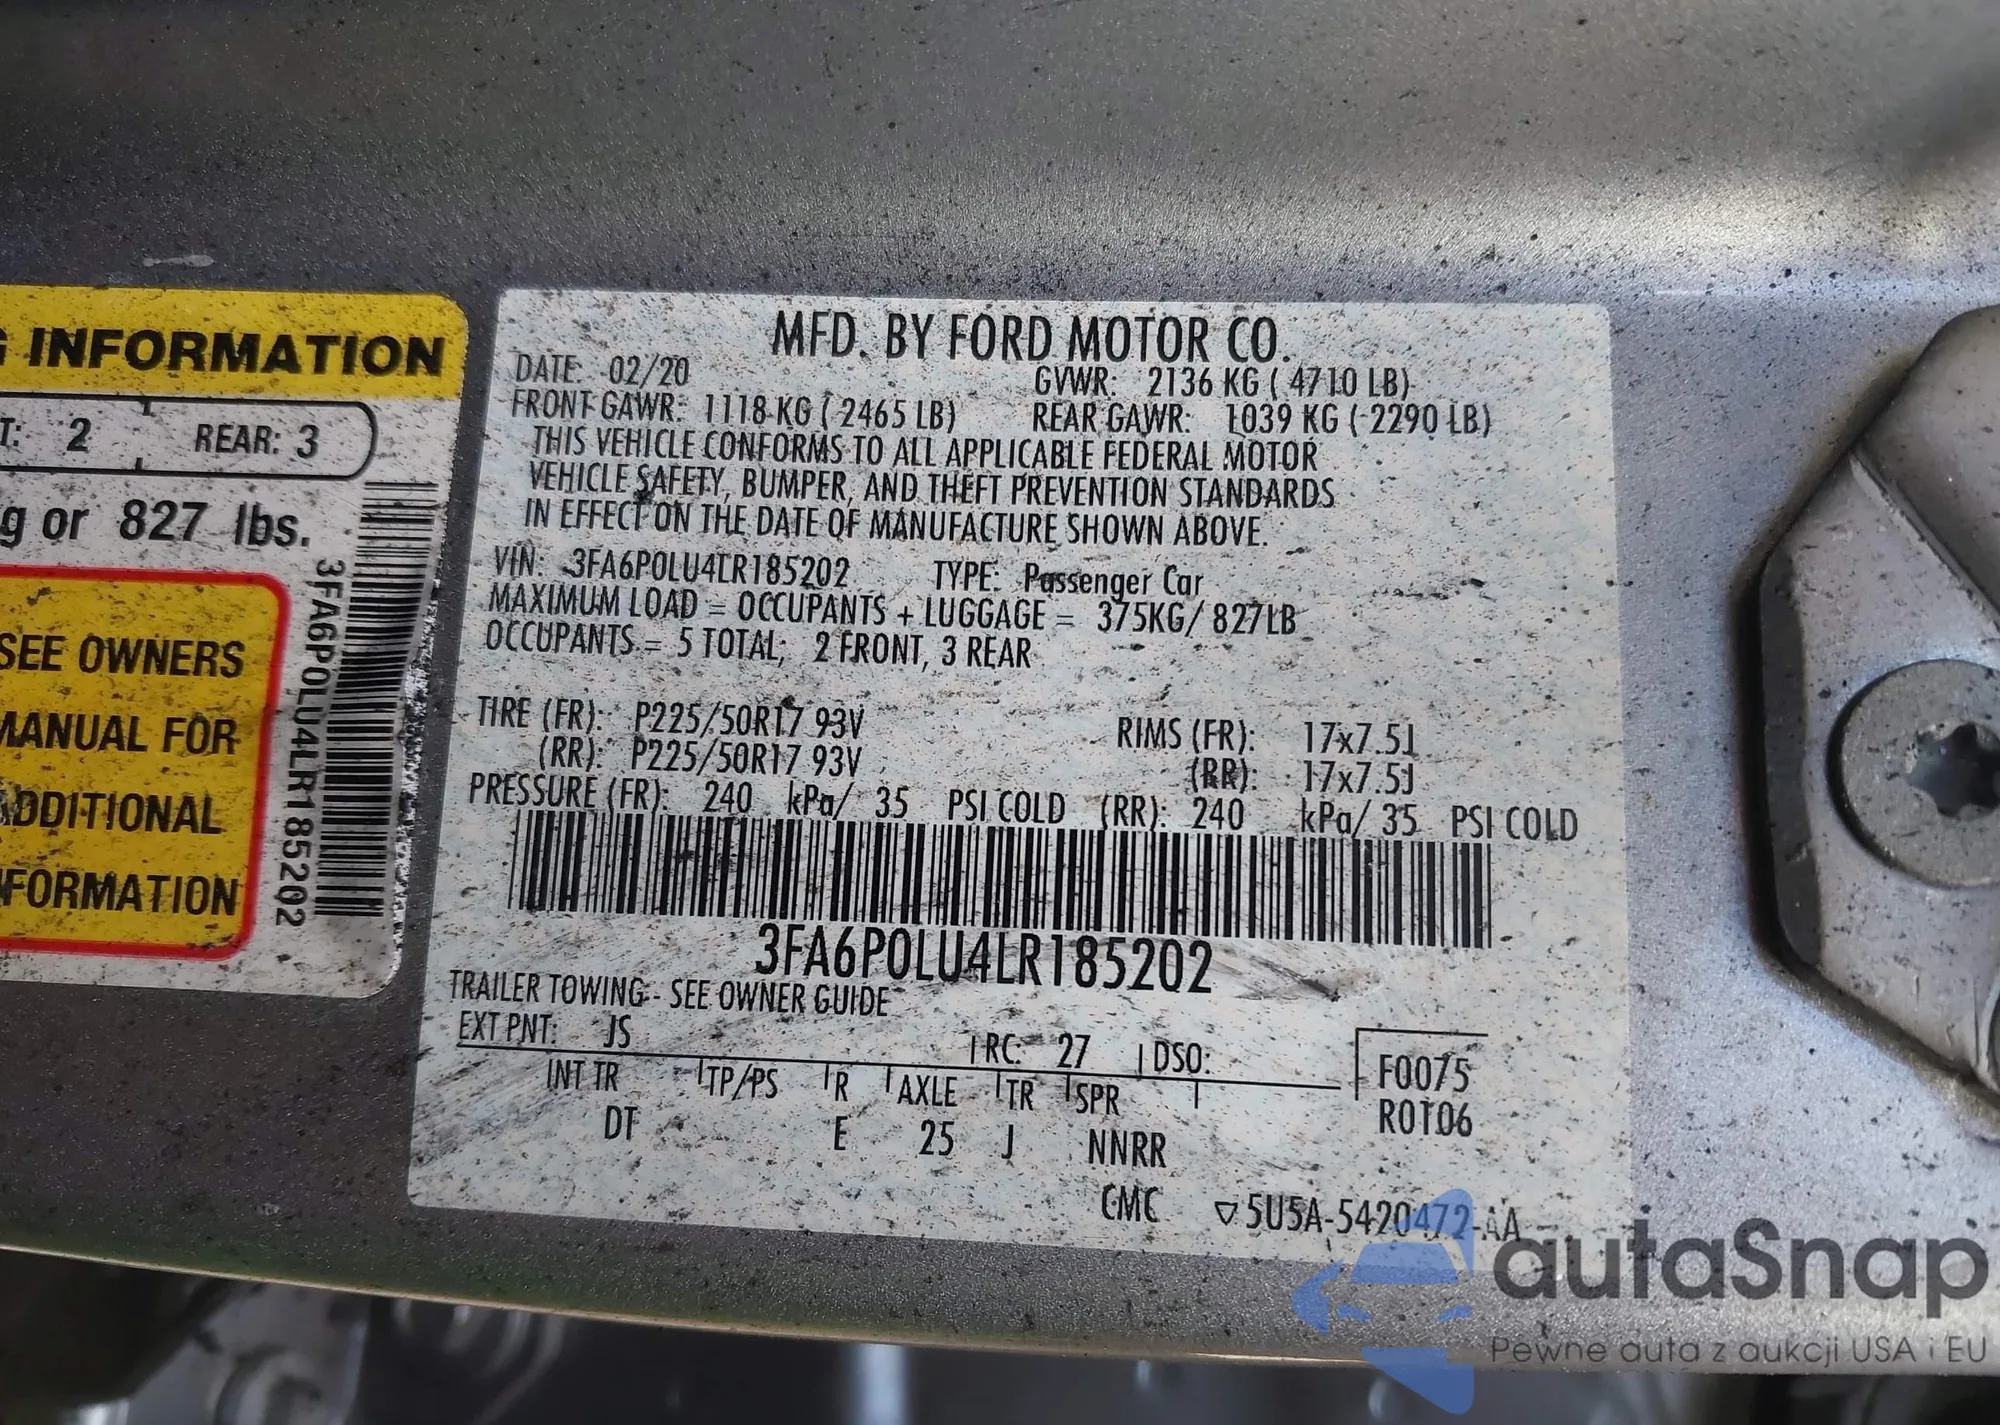 G INFORMATION
T: 2 REAR: 3
g or 827 lbs.
SEE OWNERS
MANUAL FOR
ADDITIONAL
INFORMATION
3FA6P0LU4LR185202
MFD. BY FORD MOTOR CO.
DATE: 02/20 GVWR: 2136 KG ( 4710 LB)
FRONT GAWR: 1118 KG ( 2465 LB) REAR GAWR: 1039 KG ( 2290 LB)
THIS VEHICLE CONFORMS TO ALL APPLICABLE FEDERAL MOTOR
VEHICLE SAFETY, BUMPER, AND THEFT PREVENTION STANDARDS
IN EFFECT ON THE DATE OF MANUFACTURE SHOWN ABOVE.
VIN: 3FA6P0LU4LR185202 TYPE: Passenger Car
MAXIMUM LOAD = OCCUPANTS + LUGGAGE = 375KG/ 827LB
OCCUPANTS = 5 TOTAL; 2 FRONT, 3 REAR
TIRE (FR): P225/50R17 93V RIMS (FR): 17x7.5J
(RR): P225/50R17 93V (RR): 17x7.5J
PRESSURE (FR): 240 kPa/ 35 PSI COLD (RR): 240 kPa/ 35 PSI COLD
3FA6P0LU4LR185202
TRAILER TOWING - SEE OWNER GUIDE
EXT PNT: JS RC: 27 DSO: F0075
INT TR TP/PS R AXLE TR SPR R0106
DT E 25 J NNRR
CMC ▽5U5A-5420472-AA
autaSnap
Pewne auta z aukcji USA i EU